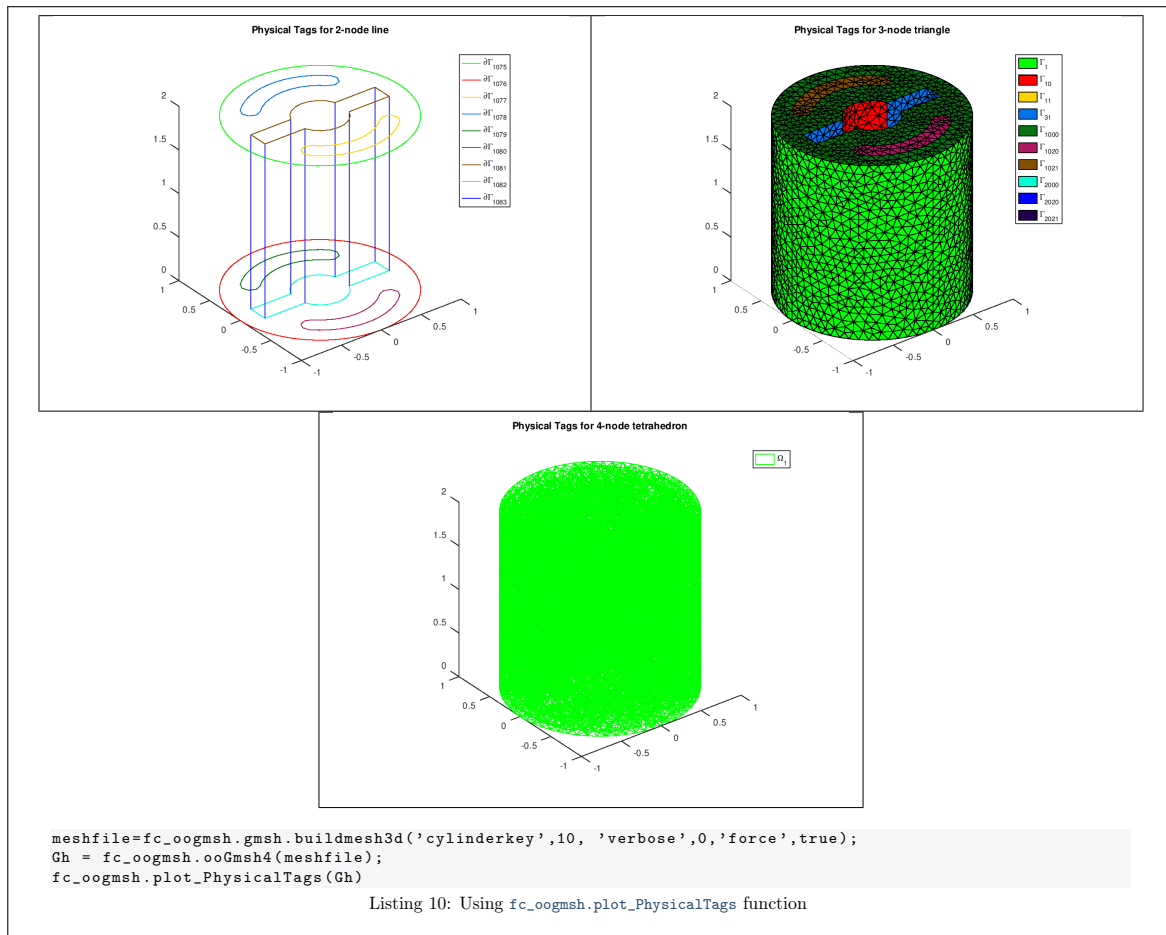 Physical Tags for 2-node line
∂Γ1075
∂Γ1076
∂Γ1077
∂Γ1078
∂Γ1079
∂Γ1080
∂Γ1081
∂Γ1082
∂Γ1083
2
1.5
1
0.5
0
1
0.5
0
-0.5
-1
-1
-0.5
0
0.5
1
Physical Tags for 3-node triangle
Γ1
Γ10
Γ11
Γ31
Γ1000
Γ1020
Γ1021
Γ2000
Γ2020
Γ2021
2
1.5
1
0.5
0
1
0.5
0
-0.5
-1
-1
-0.5
0
0.5
1
Physical Tags for 4-node tetrahedron
Ω1
2
1.5
1
0.5
0
1
0.5
0
-0.5
-1
-1
-0.5
0
0.5
1
meshfile=fc_oogmsh.gmsh.buildmesh3d('cylinderkey',10, 'verbose',0,'force',true);
Gh = fc_oogmsh.ooGmsh4(meshfile);
fc_oogmsh.plot_PhysicalTags(Gh)
Listing 10: Using fc_oogmsh.plot_PhysicalTags function